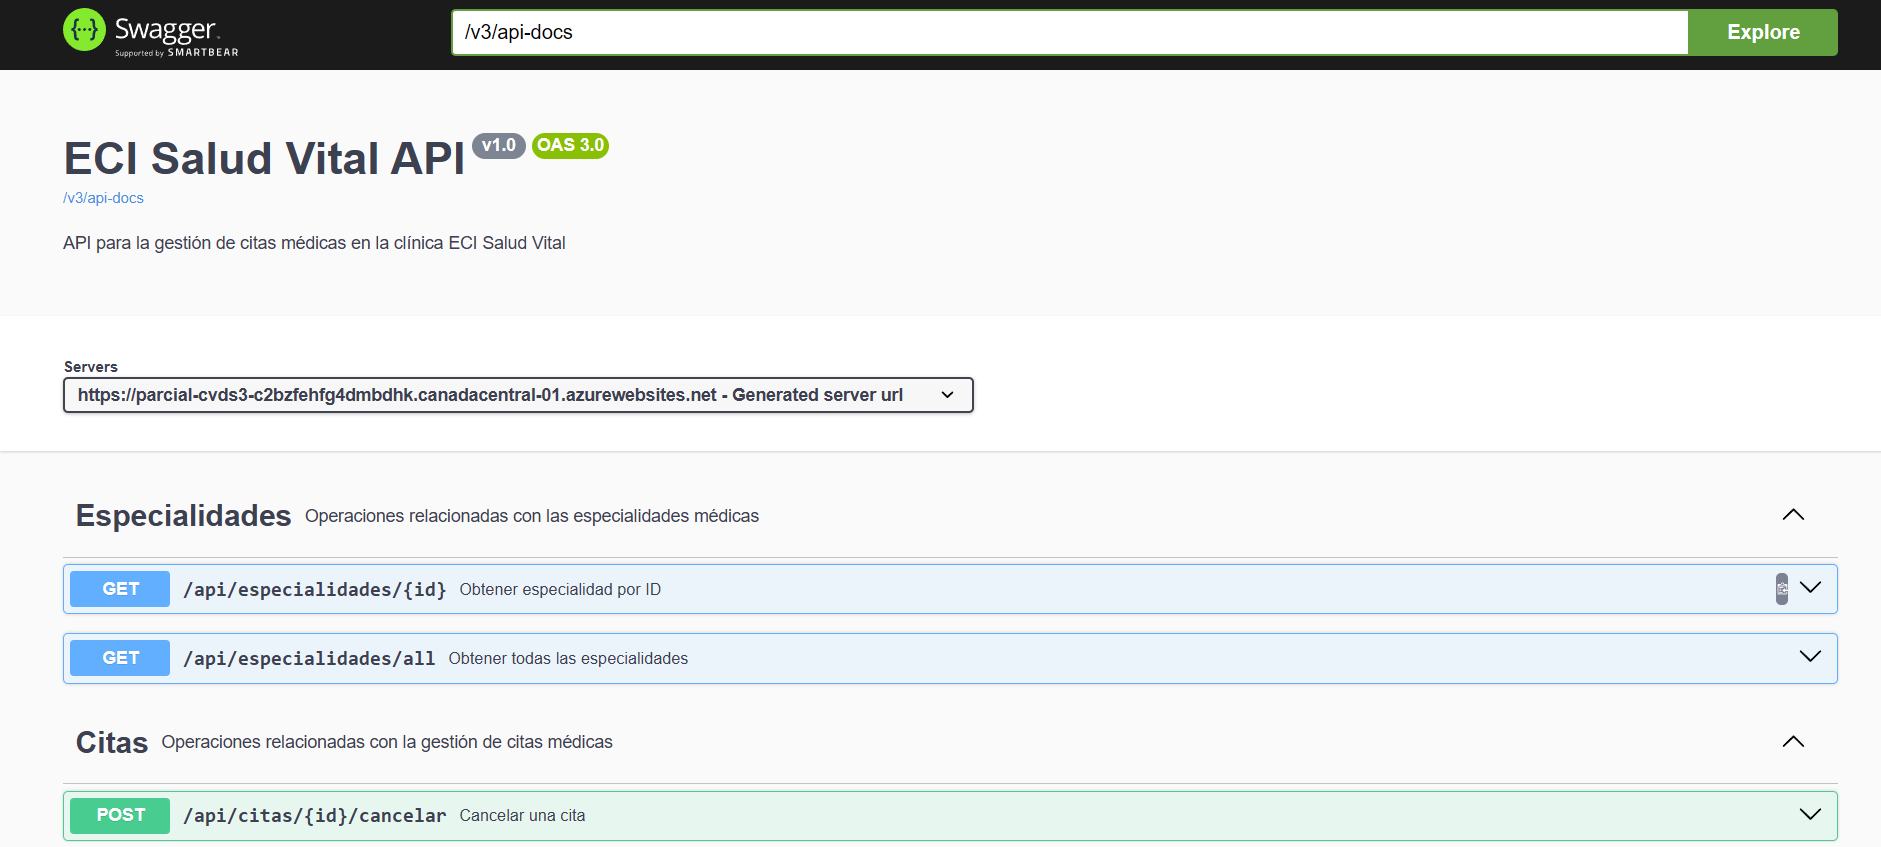 {···} Swagger.
Supported by SMARTBEAR
/v3/api-docs
Explore
ECI Salud Vital API v1.0 OAS 3.0
/v3/api-docs
API para la gestión de citas médicas en la clínica ECI Salud Vital
Servers
https://parcial-cvds3-c2bzfehfg4dmbdhk.canadacentral-01.azurewebsites.net - Generated server url
Especialidades Operaciones relacionadas con las especialidades médicas
GET /api/especialidades/{id} Obtener especialidad por ID
GET /api/especialidades/all Obtener todas las especialidades
Citas Operaciones relacionadas con la gestión de citas médicas
POST /api/citas/{id}/cancelar Cancelar una cita